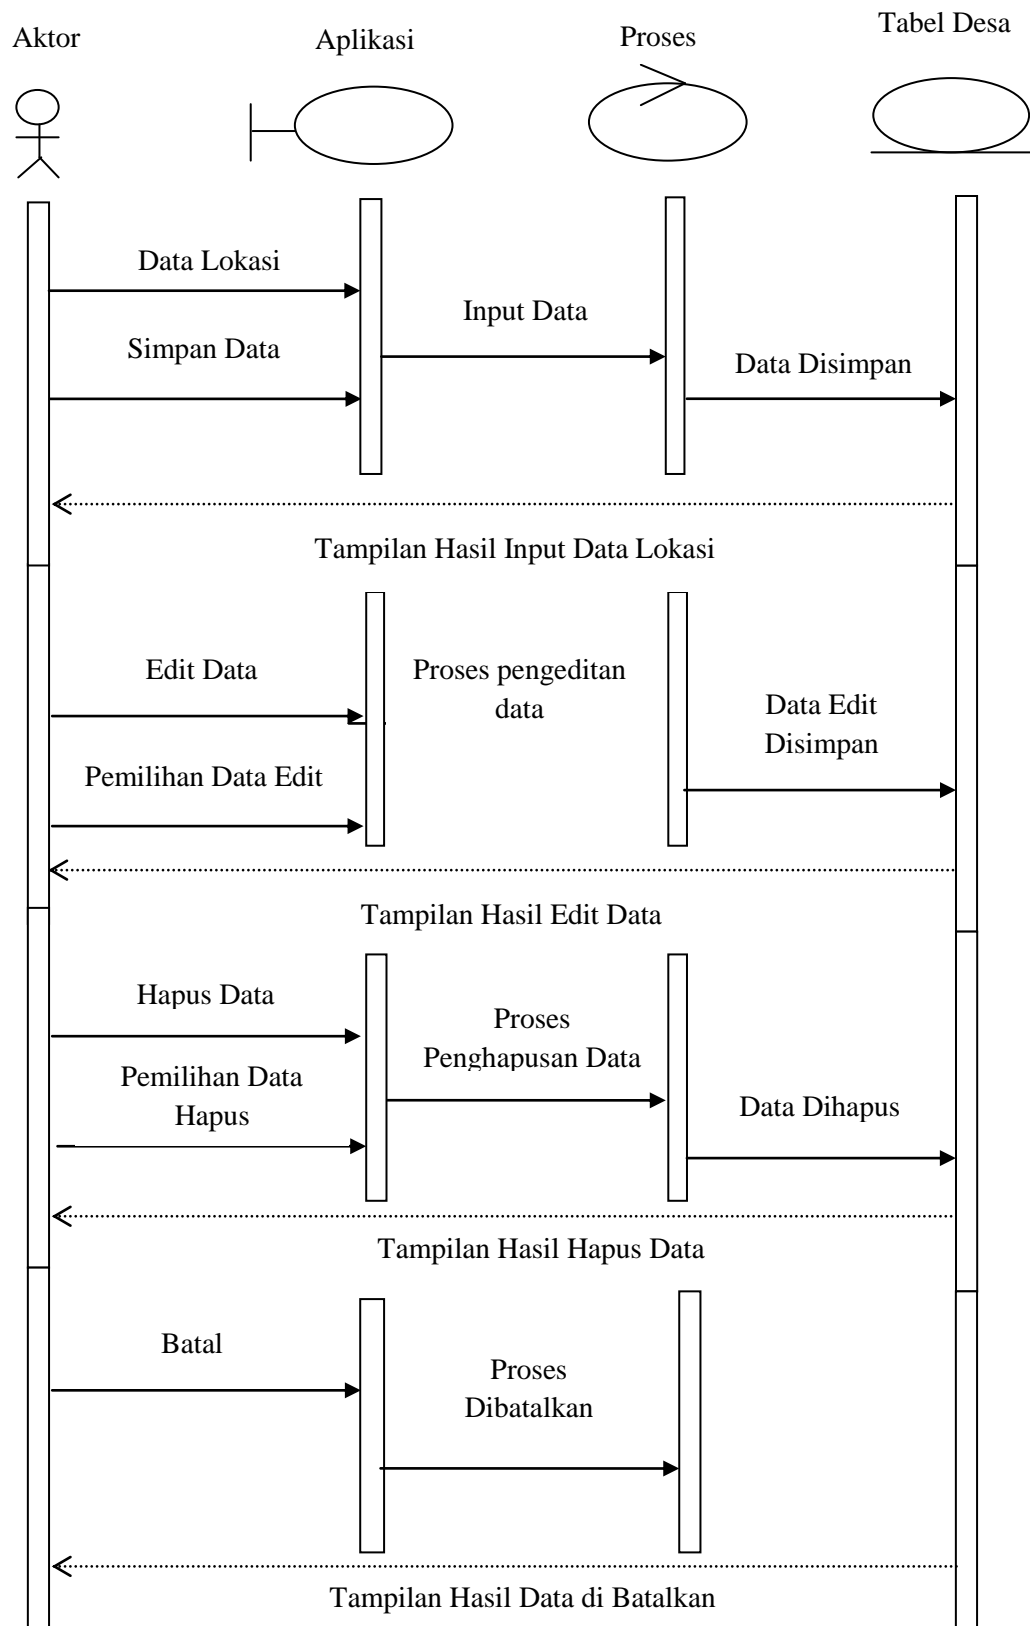 Aktor
Aplikasi
Proses
Tabel Desa
Data Lokasi
Input Data
Simpan Data
Data Disimpan
Tampilan Hasil Input Data Lokasi
Edit Data
Proses pengeditan
data
Data Edit
Disimpan
Pemilihan Data Edit
Tampilan Hasil Edit Data
Hapus Data
Proses
Penghapusan Data
Pemilihan Data
Hapus
Data Dihapus
Tampilan Hasil Hapus Data
Batal
Proses
Dibatalkan
Tampilan Hasil Data di Batalkan